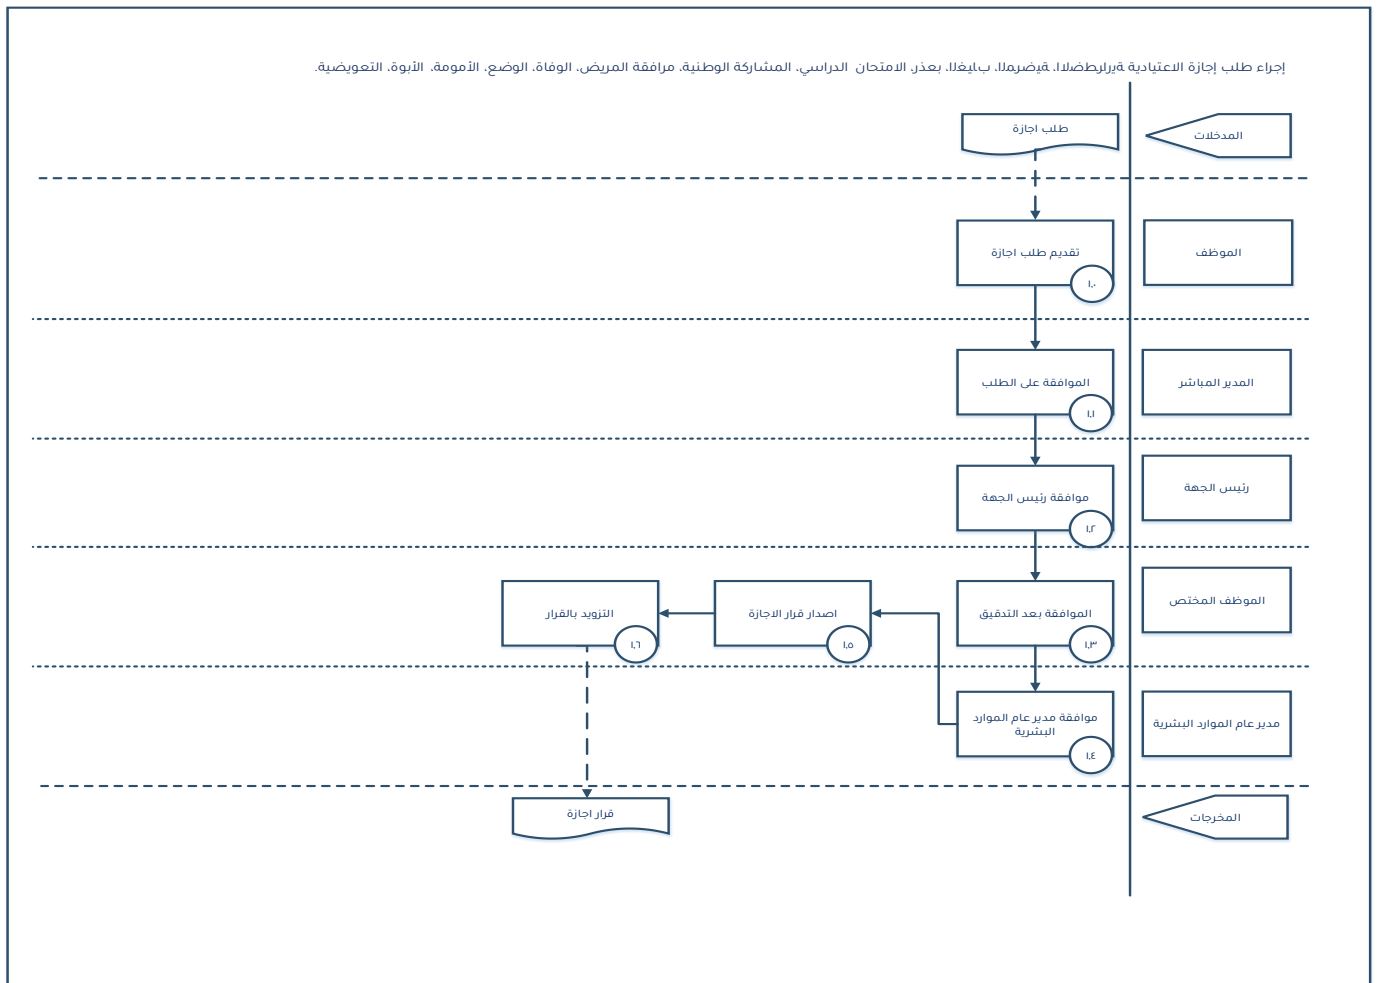 إجراء طلب إجازة الاعتيادية ةيرارطضلاا، ةيضرملا، بايغلا، بعذر، الامتحان الدراسي، المشاركة الوطنية، مرافقة المريض، الوفاة، الوضع، الأمومة، الأبوة، التعويضية.
المدخلات
طلب اجازة
الموظف
تقديم طلب اجازة
١.٠
المدير المباشر
الموافقة على الطلب
١.١
رئيس الجهة
موافقة رئيس الجهة
١.٢
الموظف المختص
الموافقة بعد التدقيق
١.٣
اصدار قرار الاجازة
١.٥
التزويد بالقرار
١.٦
مدير عام الموارد البشرية
موافقة مدير عام الموارد
البشرية
١.٤
المخرجات
قرار اجازة